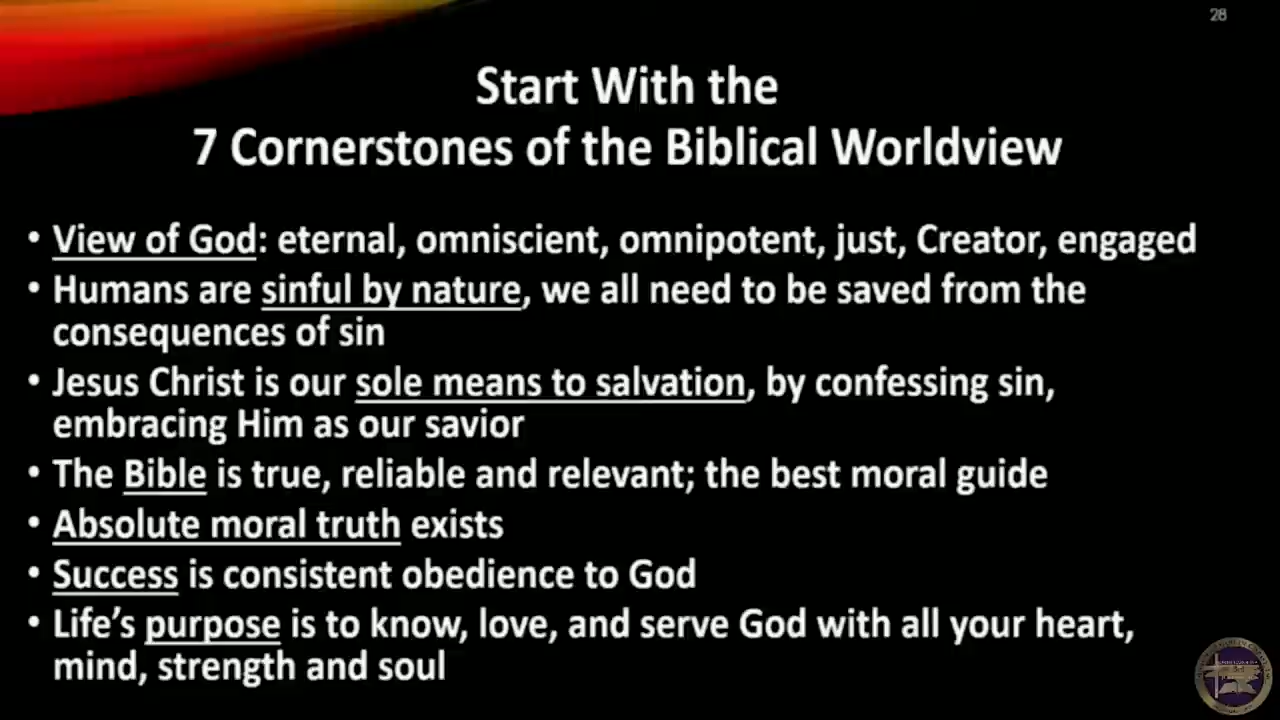 28
Start With the
7 Cornerstones of the Biblical Worldview
• View of God: eternal, omniscient, omnipotent, just, Creator, engaged
• Humans are sinful by nature, we all need to be saved from the
consequences of sin
• Jesus Christ is our sole means to salvation, by confessing sin,
embracing Him as our savior
• The Bible is true, reliable and relevant; the best moral guide
• Absolute moral truth exists
• Success is consistent obedience to God
• Life’s purpose is to know, love, and serve God with all your heart,
mind, strength and soul